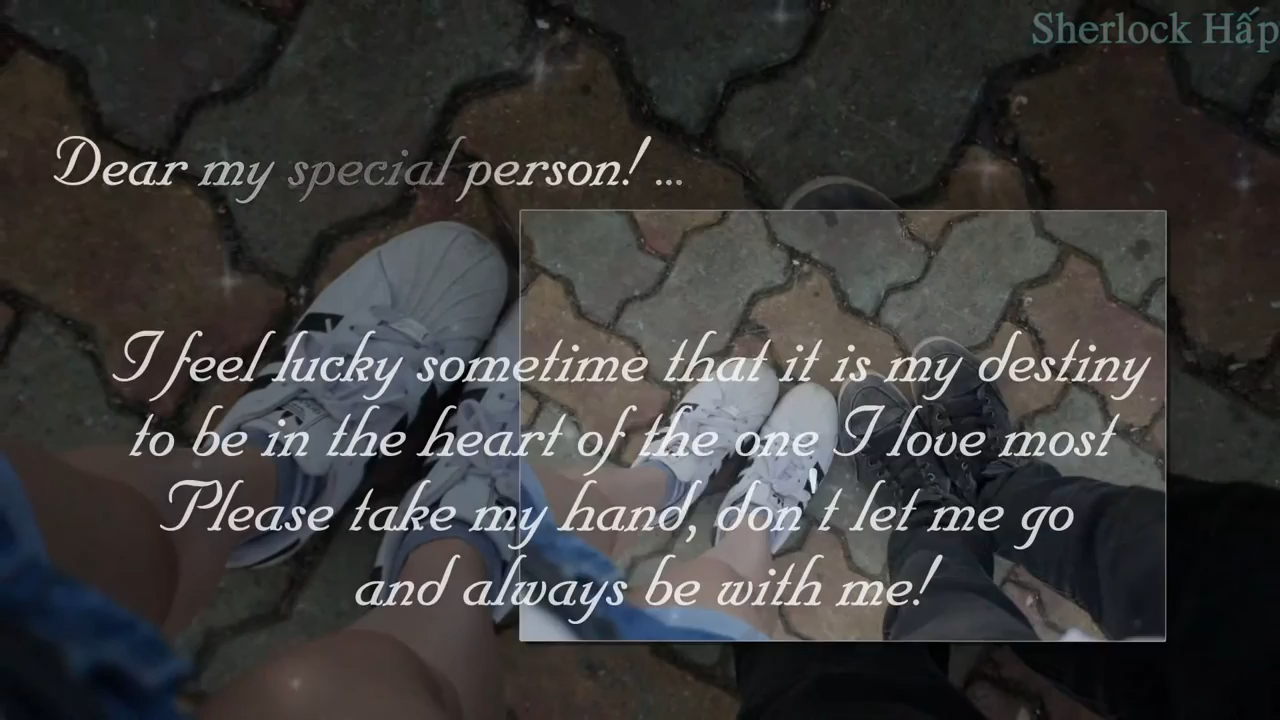 Sherlock Hấp
Dear my special person! ...
I feel lucky sometime that it is my destiny
to be in the heart of the one I love most
Please take my hand, don t let me go
and always be with me!